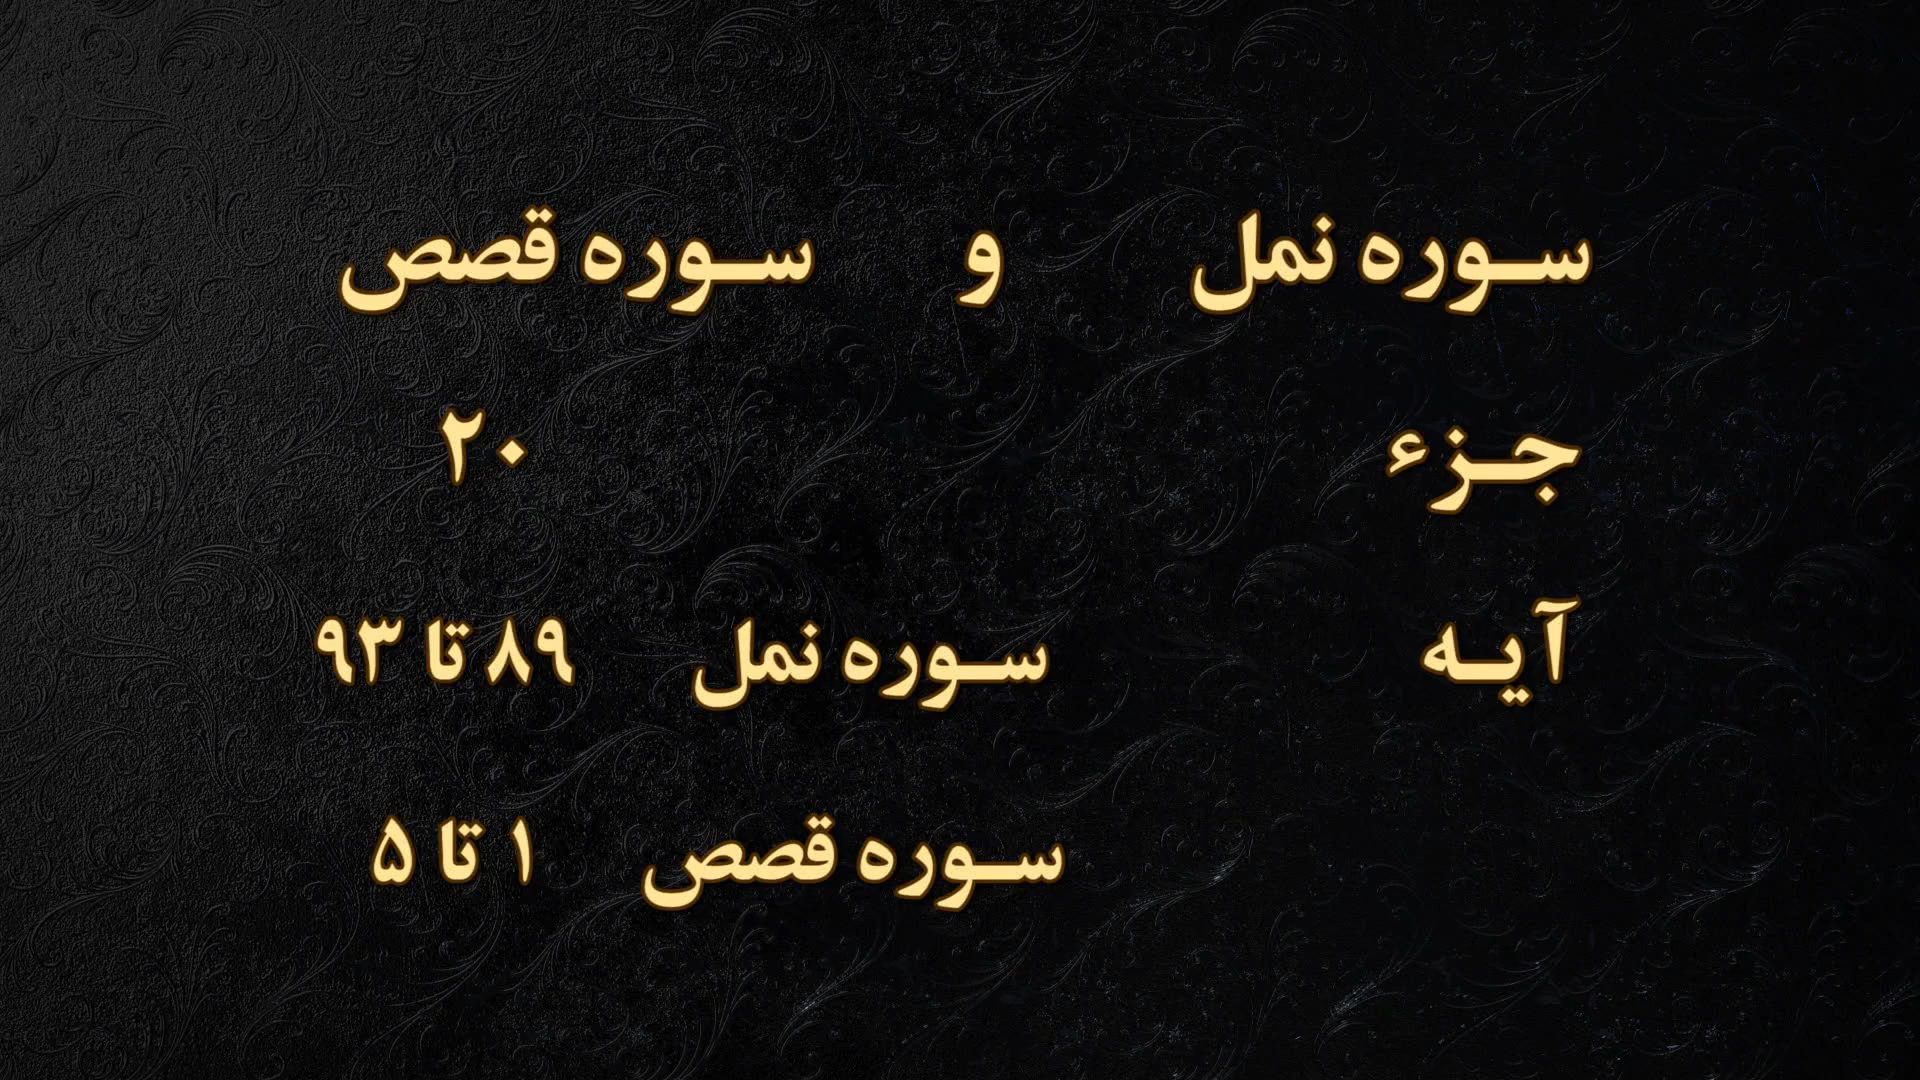 سوره نمل و سوره قصص
جزء ۲۰
آیه سوره نمل ۸۹ تا ۹۳
سوره قصص ۱ تا ۵